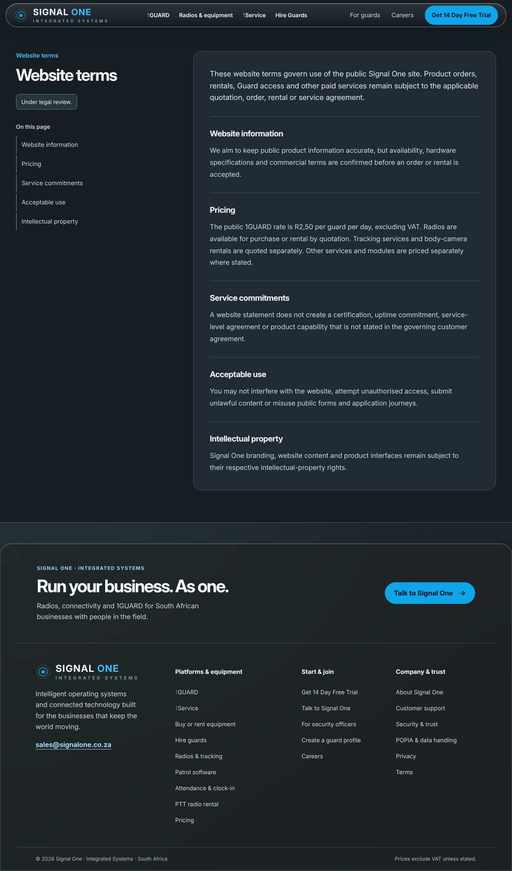 SIGNAL ONE
INTEGRATED SYSTEMS
1GUARD Radios & equipment 1Service Hire Guards For guards Careers Get 14 Day Free Trial
Website terms
Website terms
Under legal review.
On this page
Website information
Pricing
Service commitments
Acceptable use
Intellectual property
These website terms govern use of the public Signal One site. Product orders,
rentals, Guard access and other paid services remain subject to the applicable
quotation, order, rental or service agreement.
Website information
We aim to keep public product information accurate, but availability, hardware
specifications and commercial terms are confirmed before an order or rental is
accepted.
Pricing
The public 1GUARD rate is R2,50 per guard per day, excluding VAT. Radios are
available for purchase or rental by quotation. Tracking services and body-camera
rentals are quoted separately. Other services and modules are priced separately
where stated.
Service commitments
A website statement does not create a certification, uptime commitment, service-
level agreement or product capability that is not stated in the governing customer
agreement.
Acceptable use
You may not interfere with the website, attempt unauthorised access, submit
unlawful content or misuse public forms and application journeys.
Intellectual property
Signal One branding, website content and product interfaces remain subject to
their respective intellectual-property rights.
SIGNAL ONE · INTEGRATED SYSTEMS
Run your business. As one.
Radios, connectivity and 1GUARD for South African
businesses with people in the field.
Talk to Signal One →
SIGNAL ONE
INTEGRATED SYSTEMS
Intelligent operating systems
and connected technology built
for the businesses that keep the
world moving.
sales@signalone.co.za
Platforms & equipment
1GUARD
1Service
Buy or rent equipment
Hire guards
Radios & tracking
Patrol software
Attendance & clock-in
PTT radio rental
Pricing
Start & join
Get 14 Day Free Trial
Talk to Signal One
For security officers
Create a guard profile
Careers
Company & trust
About Signal One
Customer support
Security & trust
POPIA & data handling
Privacy
Terms
© 2026 Signal One · Integrated Systems · South Africa
Prices exclude VAT unless stated.